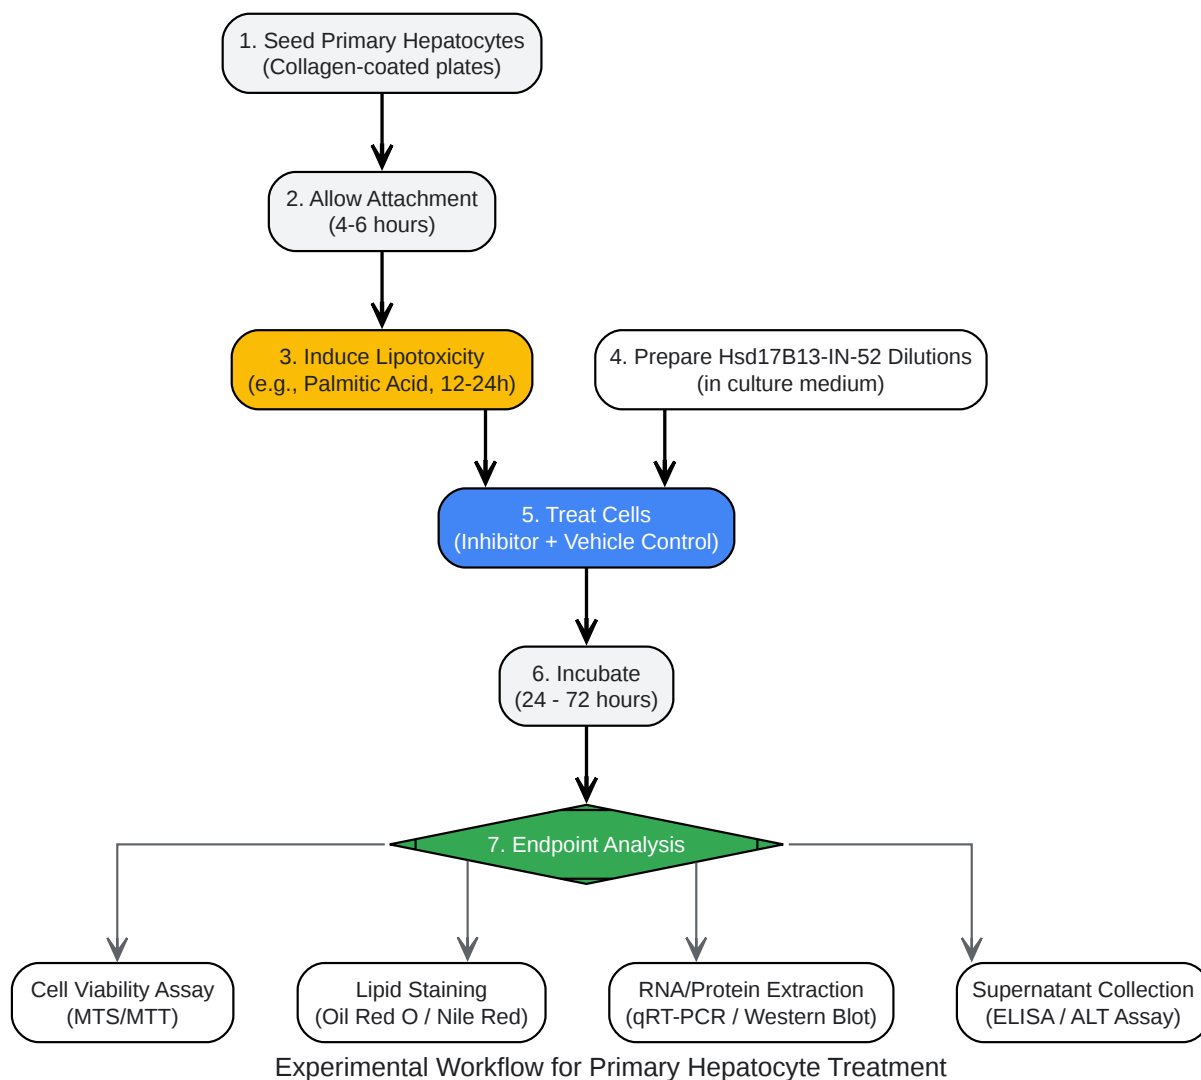 1. Seed Primary Hepatocytes
(Collagen-coated plates)
2. Allow Attachment
(4-6 hours)
3. Induce Lipotoxicity
(e.g., Palmitic Acid, 12-24h)
4. Prepare Hsd17B13-IN-52 Dilutions
(in culture medium)
5. Treat Cells
(Inhibitor + Vehicle Control)
6. Incubate
(24 - 72 hours)
7. Endpoint Analysis
Cell Viability Assay
(MTS/MTT)
Lipid Staining
(Oil Red O / Nile Red)
RNA/Protein Extraction
(qRT-PCR / Western Blot)
Supernatant Collection
(ELISA / ALT Assay)
Experimental Workflow for Primary Hepatocyte Treatment